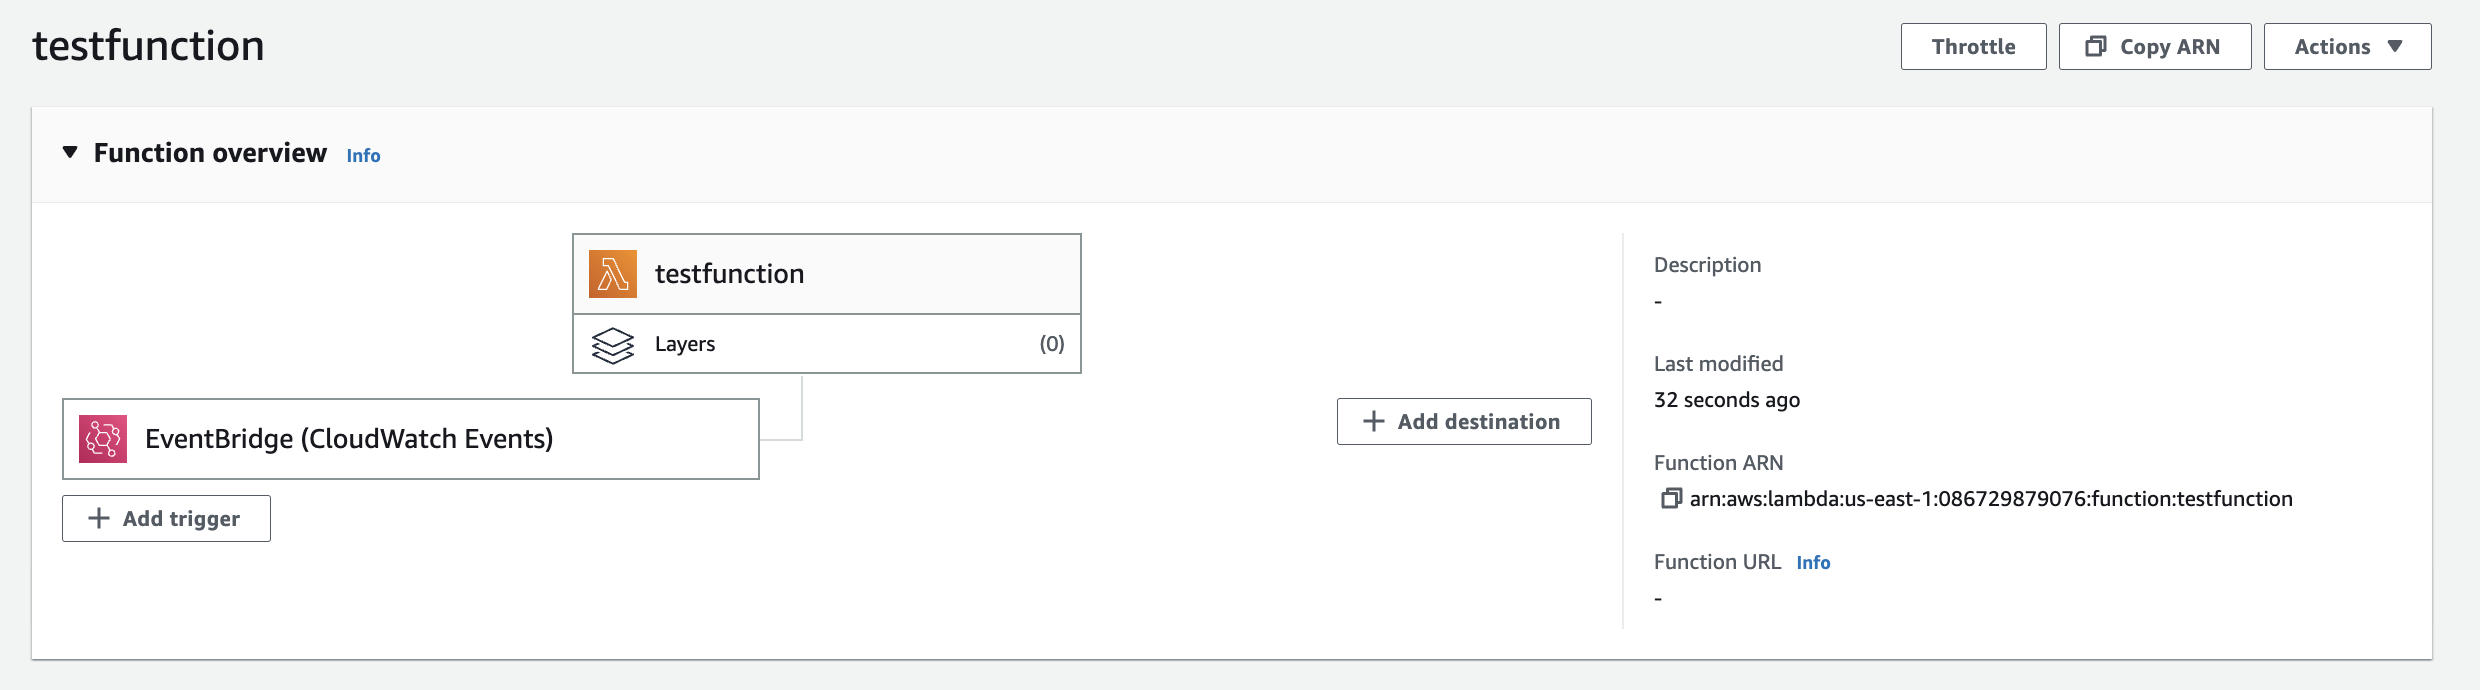 testfunction
Throttle
Copy ARN
Actions
Function overview Info
testfunction
Layers (0)
EventBridge (CloudWatch Events)
Add trigger
Add destination
Description
-
Last modified
32 seconds ago
Function ARN
arn:aws:lambda:us-east-1:086729879076:function:testfunction
Function URL Info
-